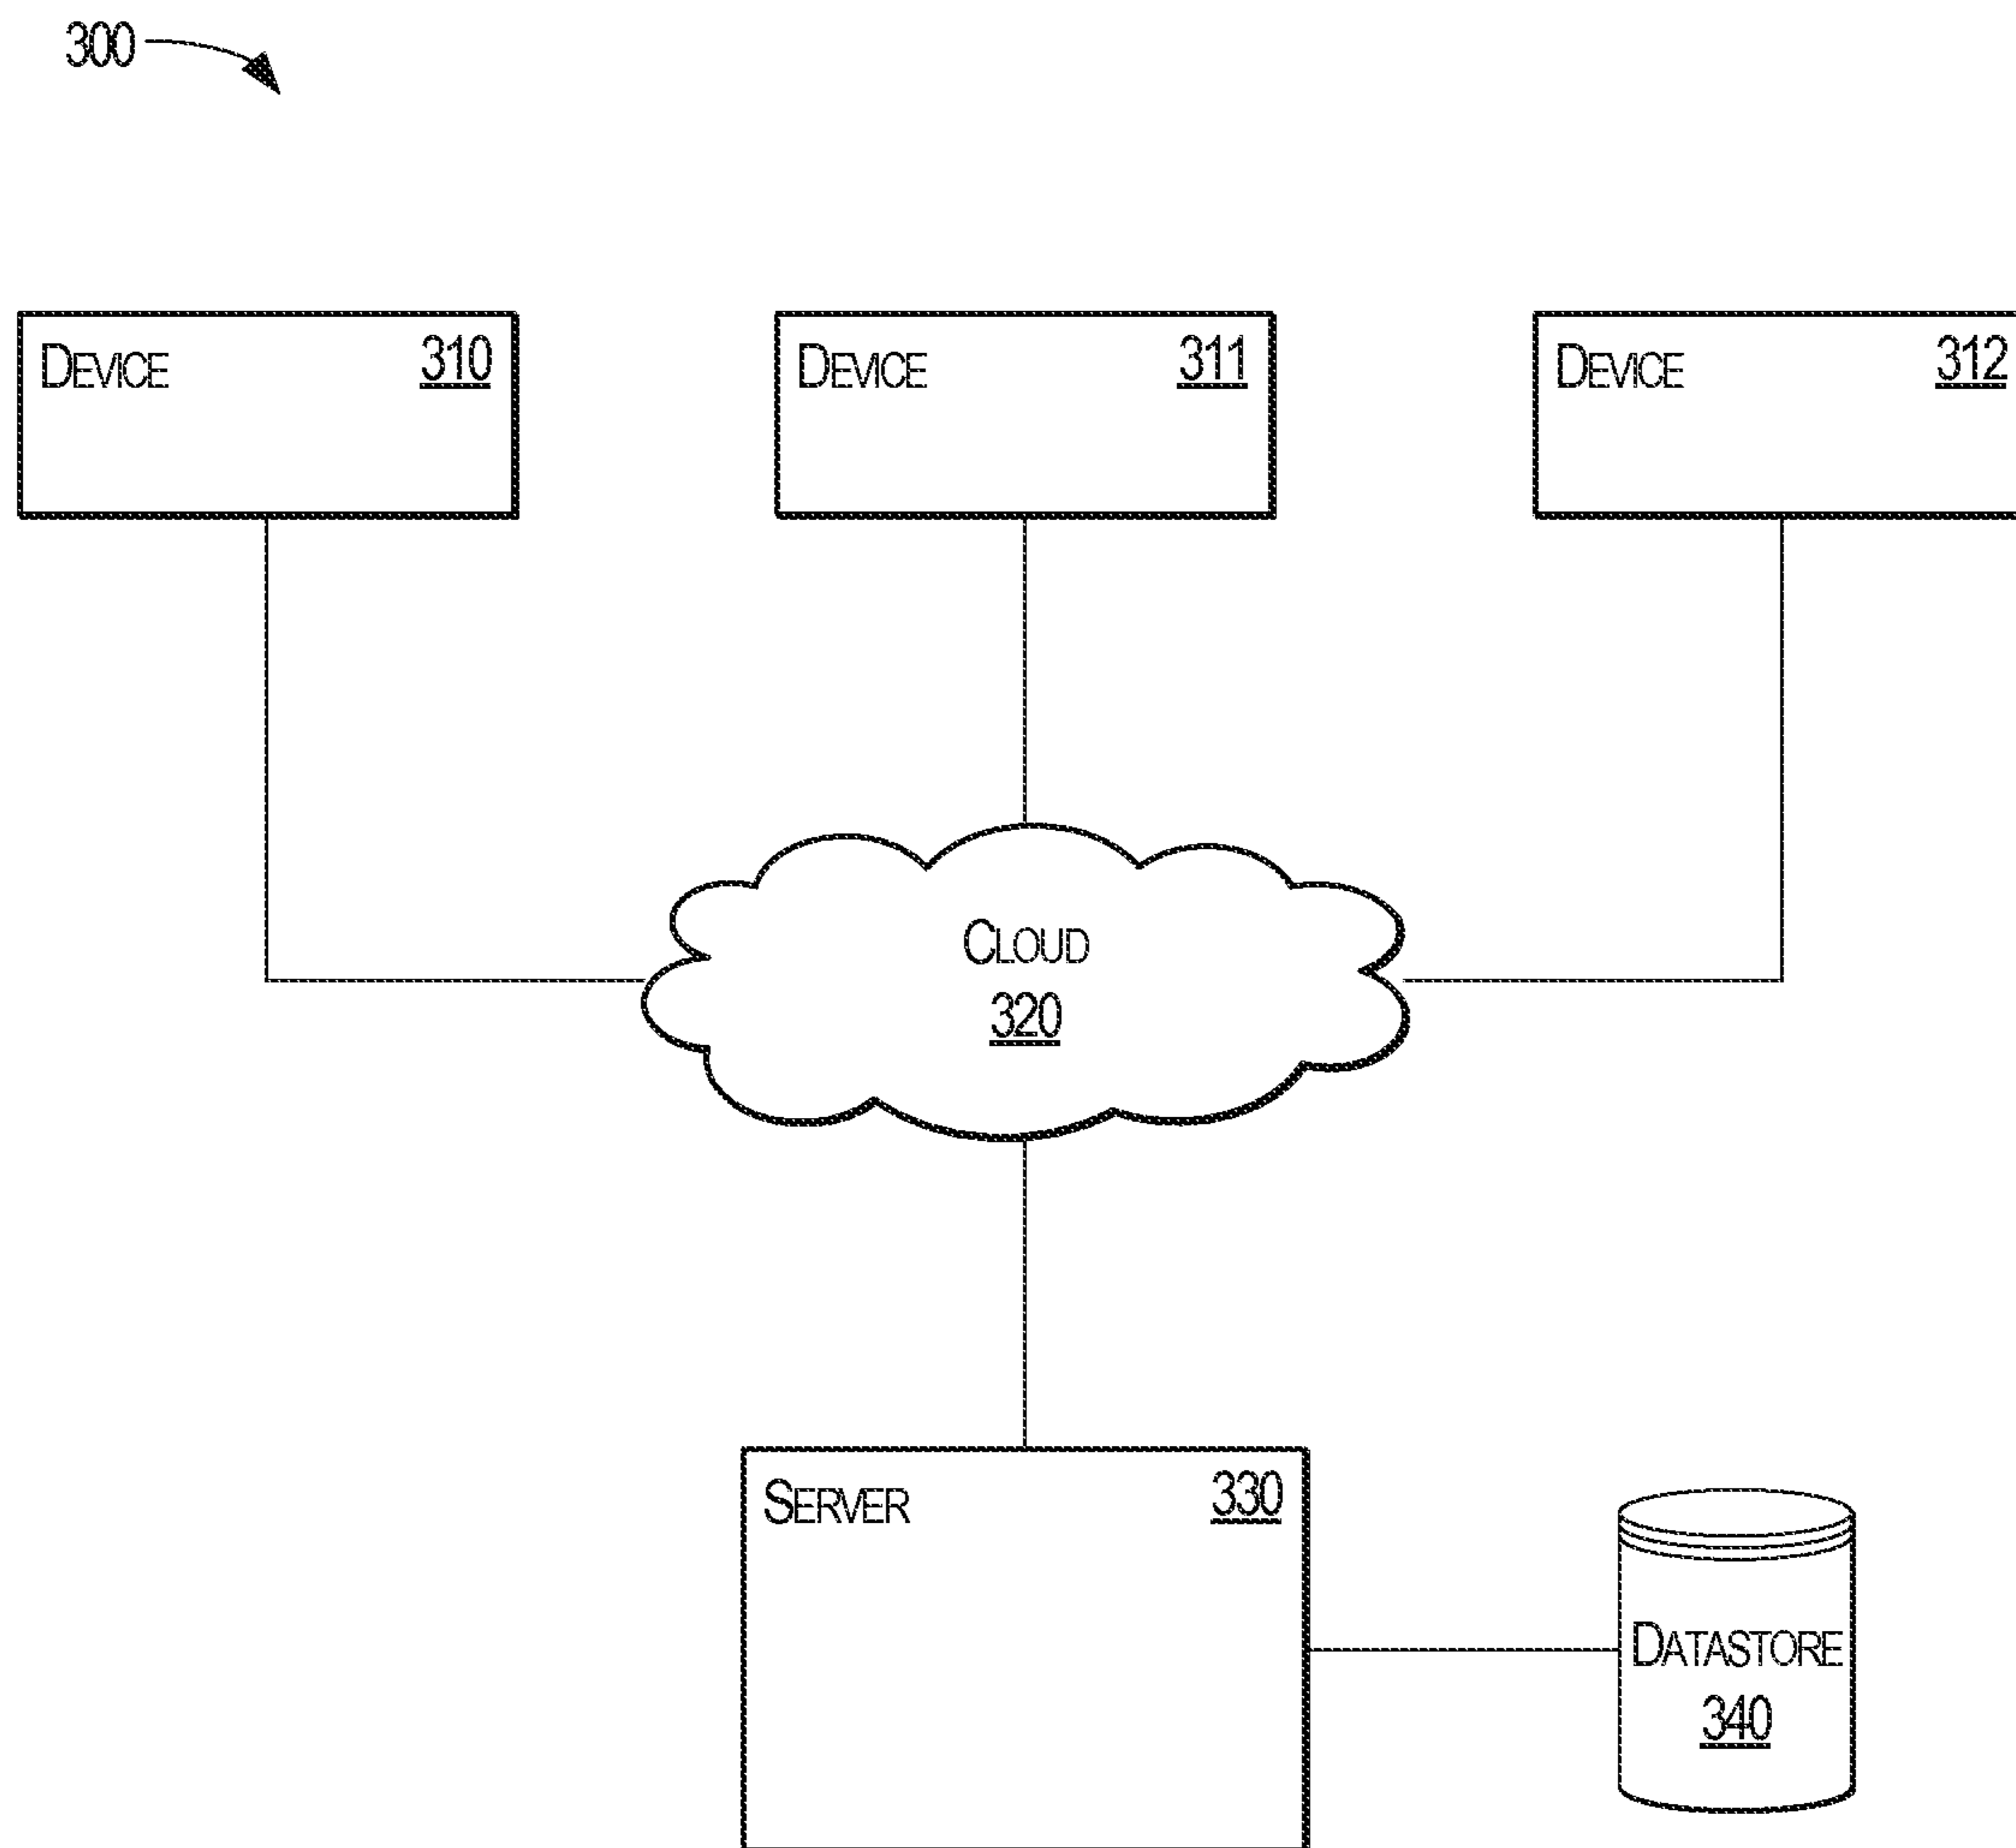 300
DEVICE 310
DEVICE 311
DEVICE 312
CLOUD
320
SERVER 330
DATASTORE
340